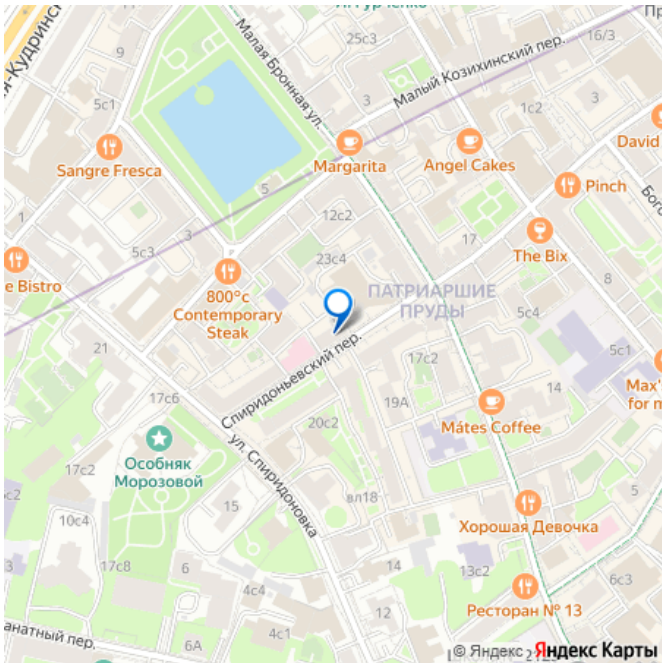 25с3
16/3
9
Малая Бронная ул.
3
Малый Козихинский пер.
5с1
1с2
3
Sangre Fresca
Margarita
Angel Cakes
David
5
Pinch
1
12с2
17
The Bix
5с3
23с4
8
e Bistro
800°c
Contemporary
Steak
ПАТРИАРШИЕ
ПРУДЫ
5с4
21
Спиридоньевский пер.
17с2
5с1
17с6
14
Max'
for m
19А
Mátes Coffee
20с2
Особняк
Морозовой
ул. Спиридоновка
17с2
15
вл18
5
10с4
Хорошая Девочка
17с8
6
14
13с2
6с3
Ресторан № 13
12
4с1
6А
анатный пер.
© Яндекс
Яндекс Карты